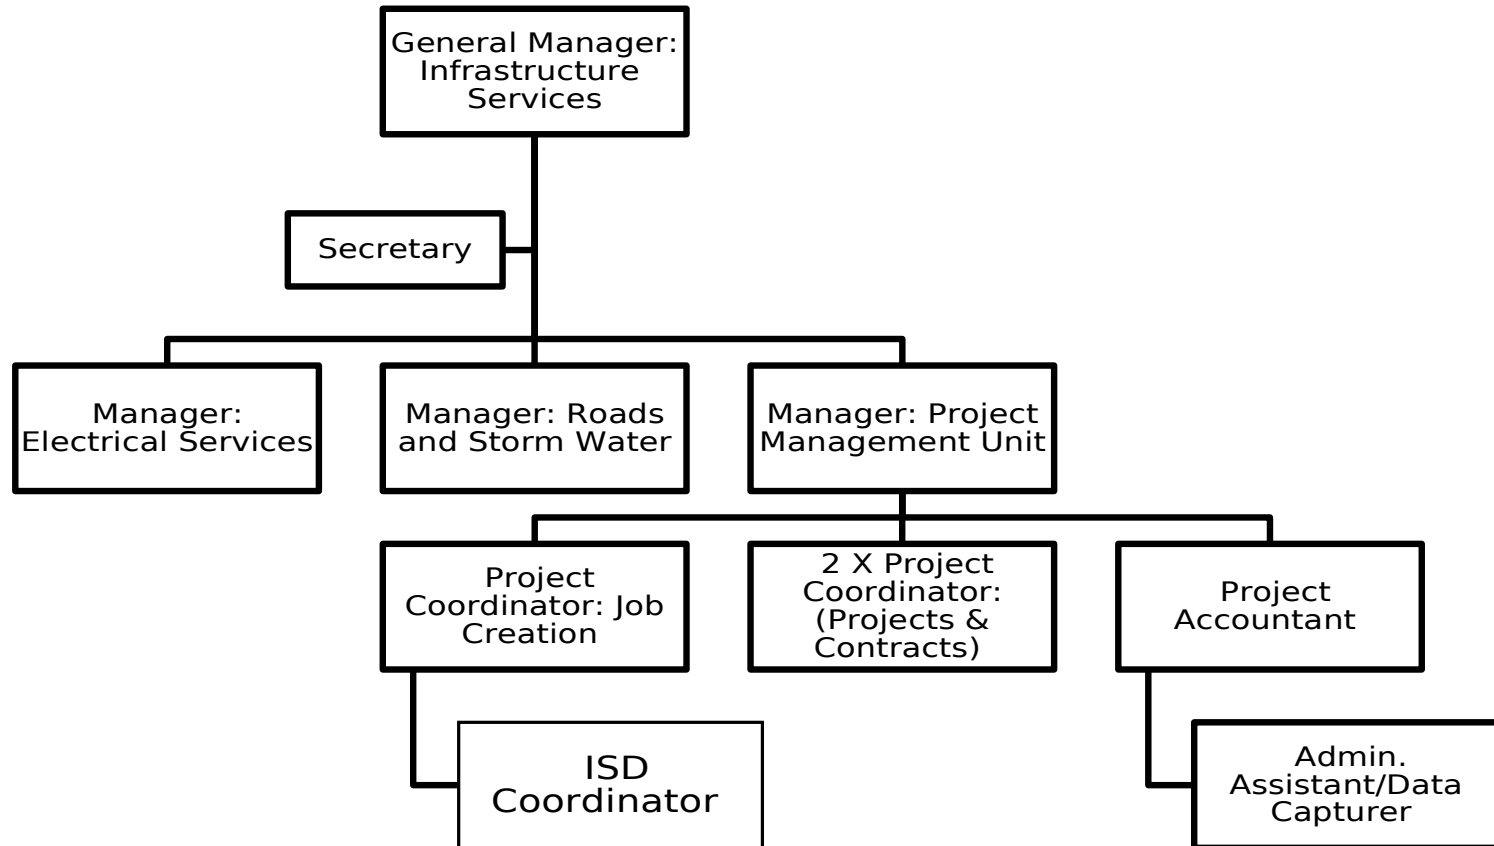 General Manager:
Infrastructure
Services
Secretary
Manager:
Electrical Services
Manager: Roads
and Storm Water
Manager: Project
Management Unit
Project
Coordinator: Job
Creation
2 X Project
Coordinator:
(Projects &
Contracts)
Project
Accountant
ISD
Coordinator
Admin.
Assistant/Data
Capturer